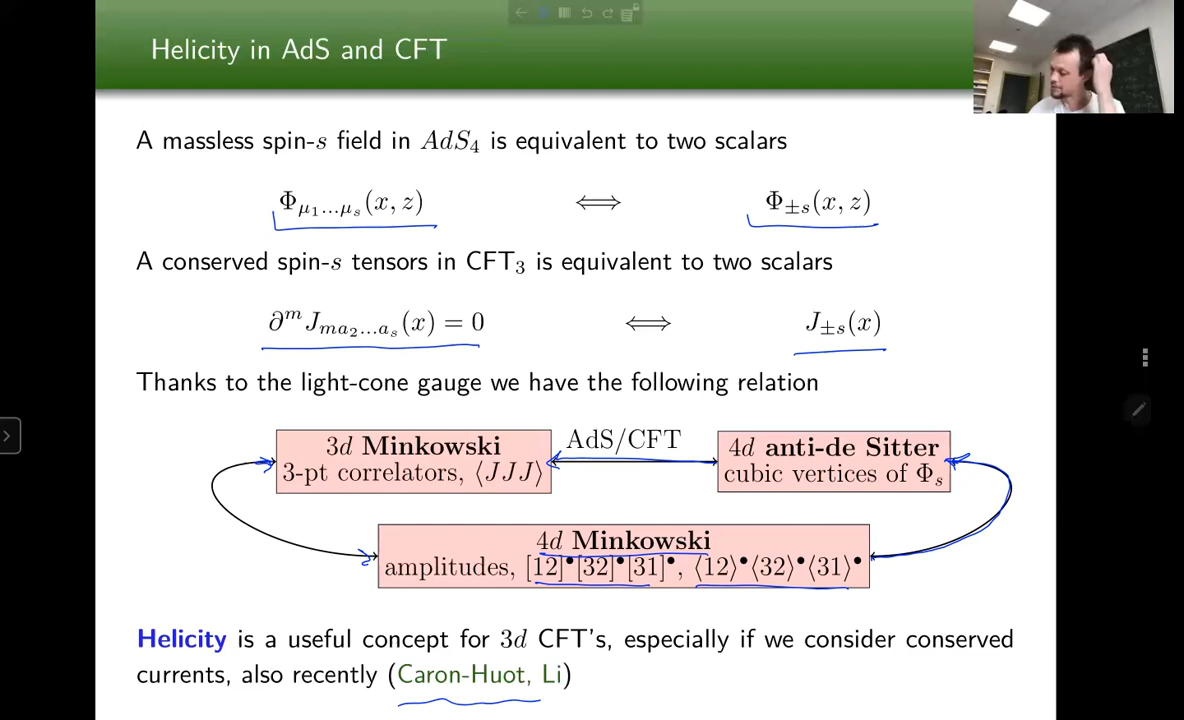 Helicity in AdS and CFT
A massless spin-s field in AdS₄ is equivalent to two scalars
Φ_{μ₁…μ_s}(x, z) ⟺ Φ_{±s}(x, z)
A conserved spin-s tensors in CFT₃ is equivalent to two scalars
∂^m J_{ma₂…a_s}(x) = 0 ⟺ J_{±s}(x)
Thanks to the light-cone gauge we have the following relation
3d Minkowski
3-pt correlators, ⟨JJJ⟩
AdS/CFT
4d anti-de Sitter
cubic vertices of Φ_s
4d Minkowski
amplitudes, [12]^•[32]^•[31]^•, ⟨12⟩^•⟨32⟩^•⟨31⟩^•
Helicity is a useful concept for 3d CFT's, especially if we consider conserved
currents, also recently (Caron-Huot, Li)